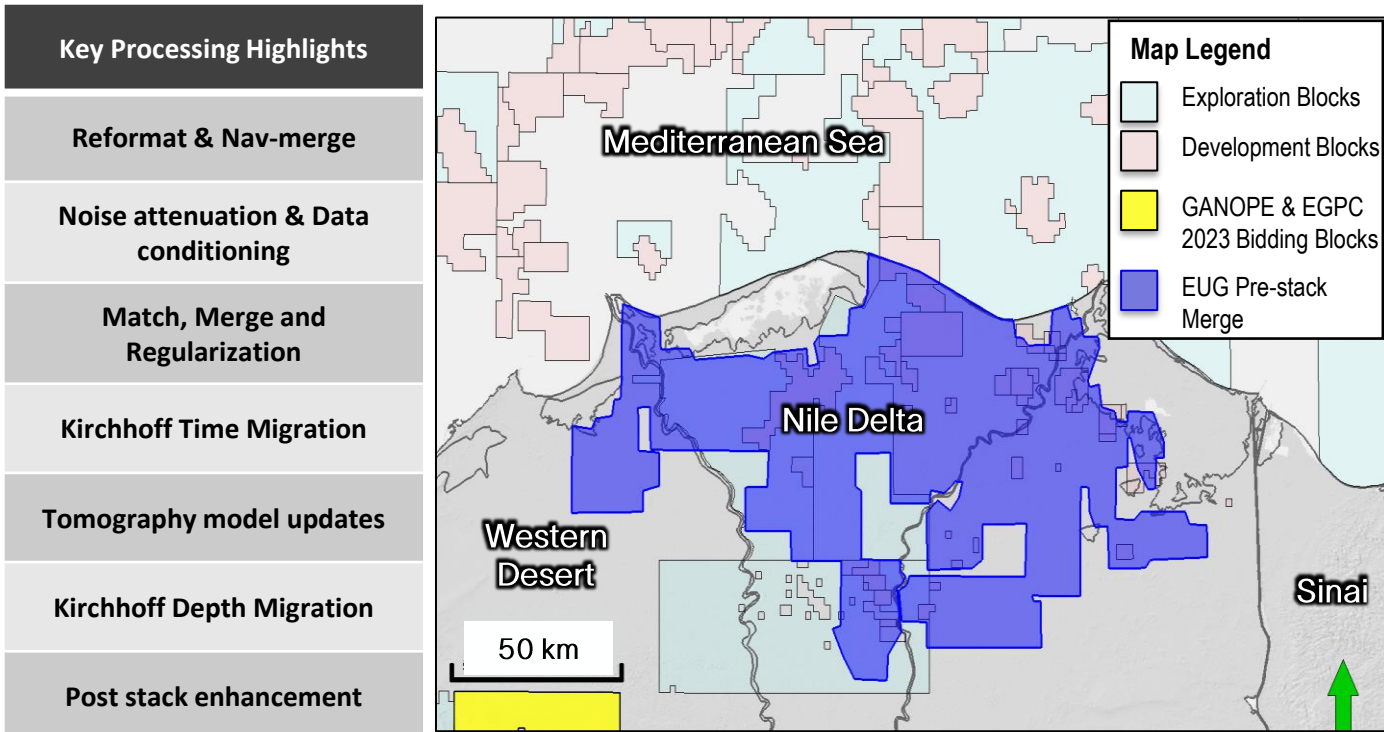 Key Processing Highlights
Reformat & Nav-merge
Noise attenuation & Data
conditioning
Match, Merge and
Regularization
Kirchhoff Time Migration
Tomography model updates
Kirchhoff Depth Migration
Post stack enhancement
Mediterranean Sea
Nile Delta
Western
Desert
Sinai
50 km
Map Legend
Exploration Blocks
Development Blocks
GANOPE & EGPC
2023 Bidding Blocks
EUG Pre-stack
Merge